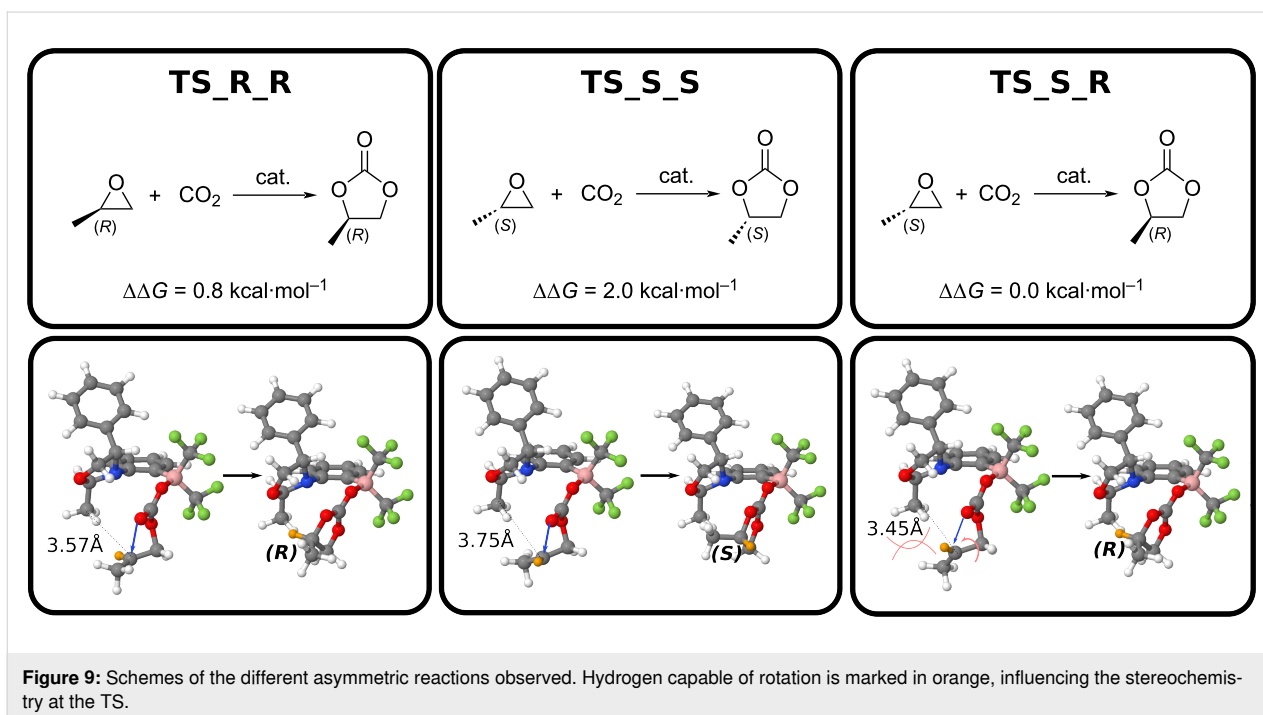 TS_R_R
TS_S_S
TS_S_R
O
O
O
O
+
CO₂
cat.
O
O
(R)
(R)
ΔΔG = 0.8 kcal·mol⁻¹
O
O
+
CO₂
cat.
O
O
(S)
(S)
ΔΔG = 2.0 kcal·mol⁻¹
O
+
CO₂
cat.
O
O
(S)
(R)
ΔΔG = 0.0 kcal·mol⁻¹
3.57Å
(R)
3.75Å
(S)
3.45Å
(R)
Figure 9: Schemes of the different asymmetric reactions observed. Hydrogen capable of rotation is marked in orange, influencing the stereochemis-
try at the TS.